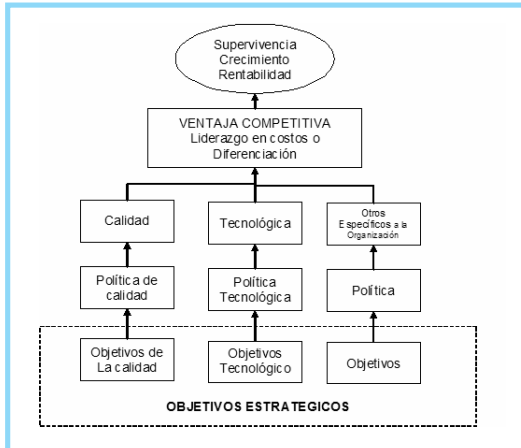 Supervivencia
Crecimiento
Rentabilidad
VENTAJA COMPETITIVA
Liderazgo en costos o
Diferenciación
Calidad
Tecnológica
Otros
Específicos a la
Organización
Política de
calidad
Política
Tecnológica
Política
Objetivos de
La calidad
Objetivos
Tecnológico
Objetivos
OBJETIVOS ESTRATEGICOS